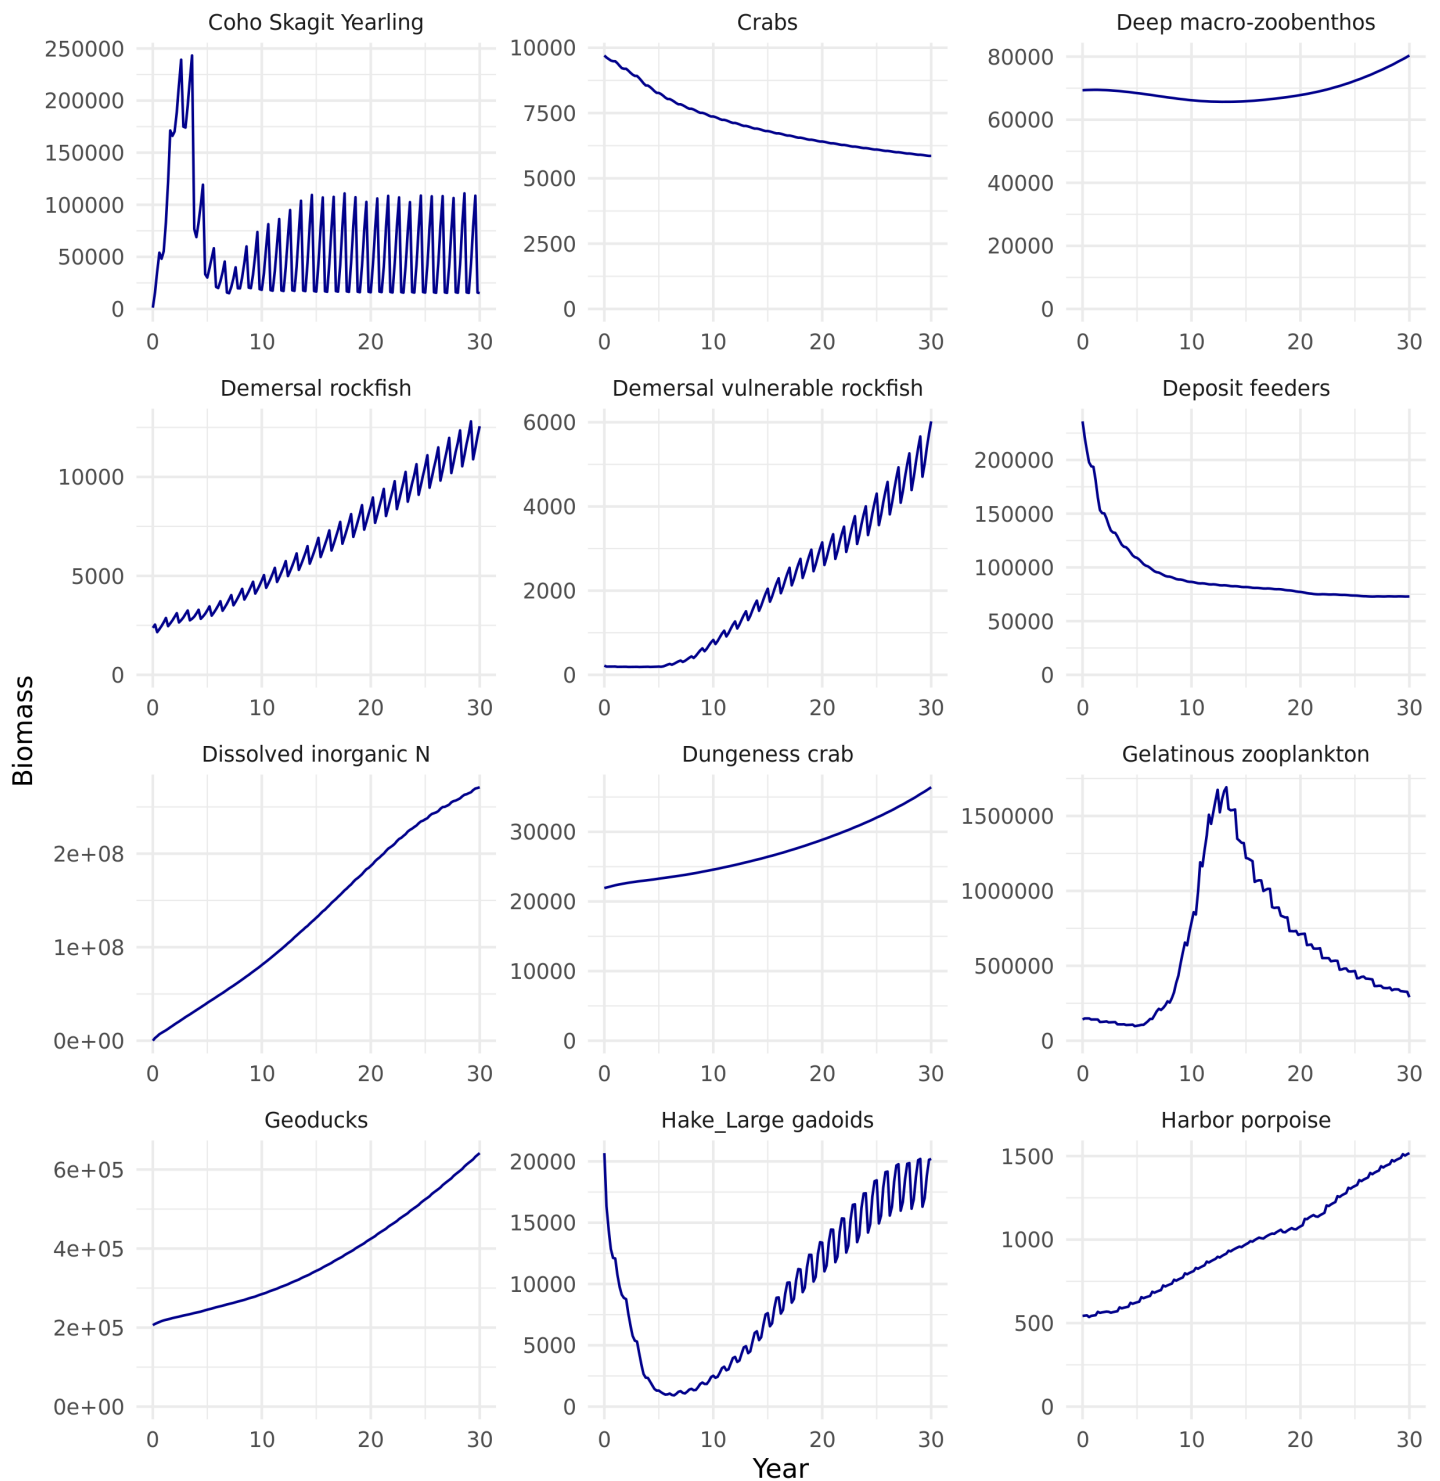 Coho Skagit Yearling
250000
200000
150000
100000
50000
0
0 10 20 30
Crabs
10000
7500
5000
2500
0
0 10 20 30
Deep macro-zoobenthos
80000
60000
40000
20000
0
0 10 20 30
Demersal rockfish
10000
5000
0
0 10 20 30
Demersal vulnerable rockfish
6000
4000
2000
0
0 10 20 30
Deposit feeders
200000
150000
100000
50000
0
0 10 20 30
Biomass
Dissolved inorganic N
2e+08
1e+08
0e+00
0 10 20 30
Dungeness crab
30000
20000
10000
0
0 10 20 30
Gelatinous zooplankton
1500000
1000000
500000
0
0 10 20 30
Geoducks
6e+05
4e+05
2e+05
0e+00
0 10 20 30
Hake_Large gadoids
20000
15000
10000
5000
0
0 10 20 30
Harbor porpoise
1500
1000
500
0
0 10 20 30
Year